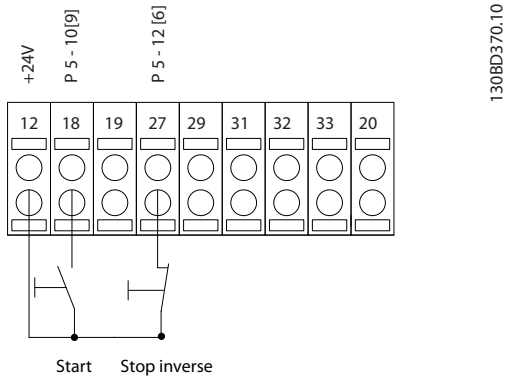 +24V
P 5 - 10[9]
P 5 - 12 [6]
130BD370.10
12 18 19 27 29 31 32 33 20
Start Stop inverse